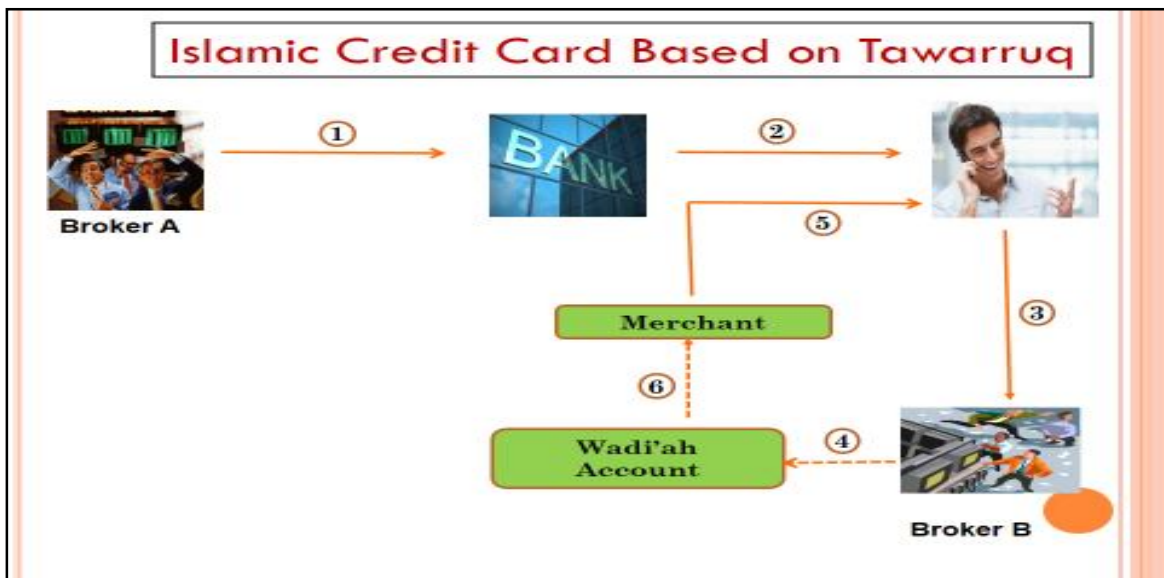 Islamic Credit Card Based on Tawarruq
①
②
BANK
Broker A
⑤
Merchant
③
⑥
Wadi'ah
Account
④
Broker B